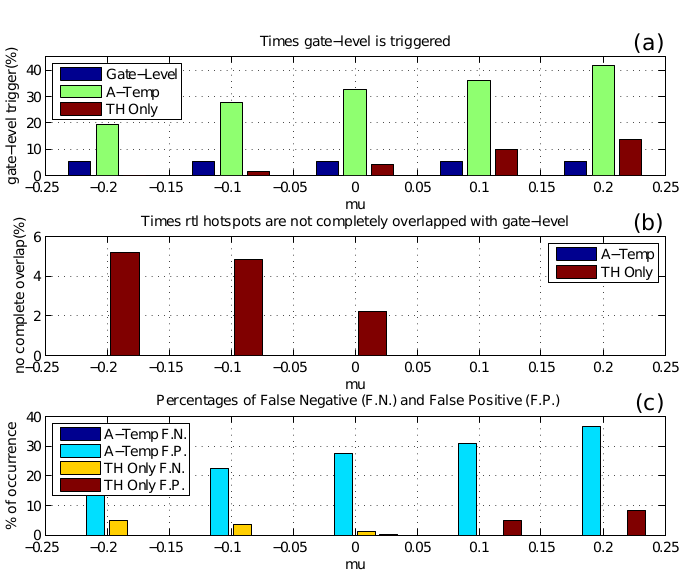 Times gate−level is triggered
(a)
gate−level trigger(%)
40
30
20
10
0
Gate−Level
A−Temp
TH Only
−0.25 −0.2 −0.15 −0.1 −0.05 0 0.05 0.1 0.15 0.2 0.25
mu
Times rtl hotspots are not completely overlapped with gate−level
(b)
no complete overlap(%)
6
4
2
0
A−Temp
TH Only
−0.25 −0.2 −0.15 −0.1 −0.05 0 0.05 0.1 0.15 0.2 0.25
mu
Percentages of False Negative (F.N.) and False Positive (F.P.)
(c)
% of occurrence
40
30
20
10
0
A−Temp F.N.
A−Temp F.P.
TH Only F.N.
TH Only F.P.
−0.25 −0.2 −0.15 −0.1 −0.05 0 0.05 0.1 0.15 0.2 0.25
mu